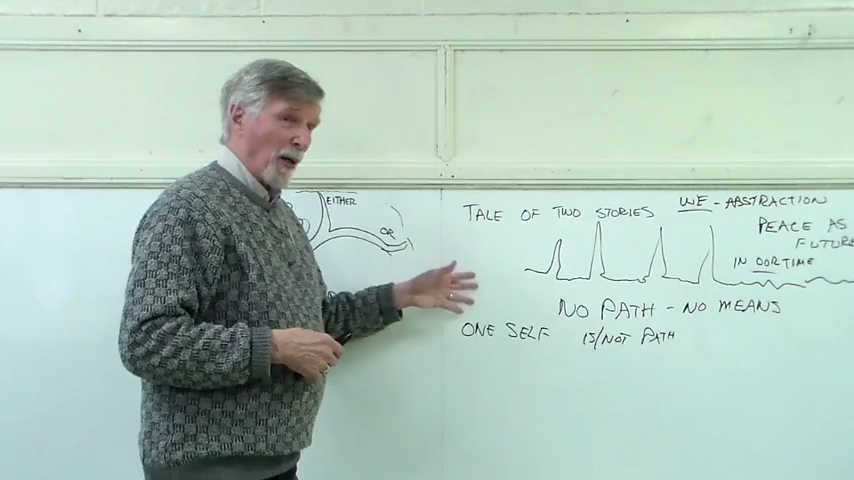 EITHER
OR
TALE OF TWO STORIES
WE - ABSTRACTION
PEACE AS
FUTURE
IN OUR TIME
NO PATH - NO MEANS
ONE SELF IS/NOT PATH